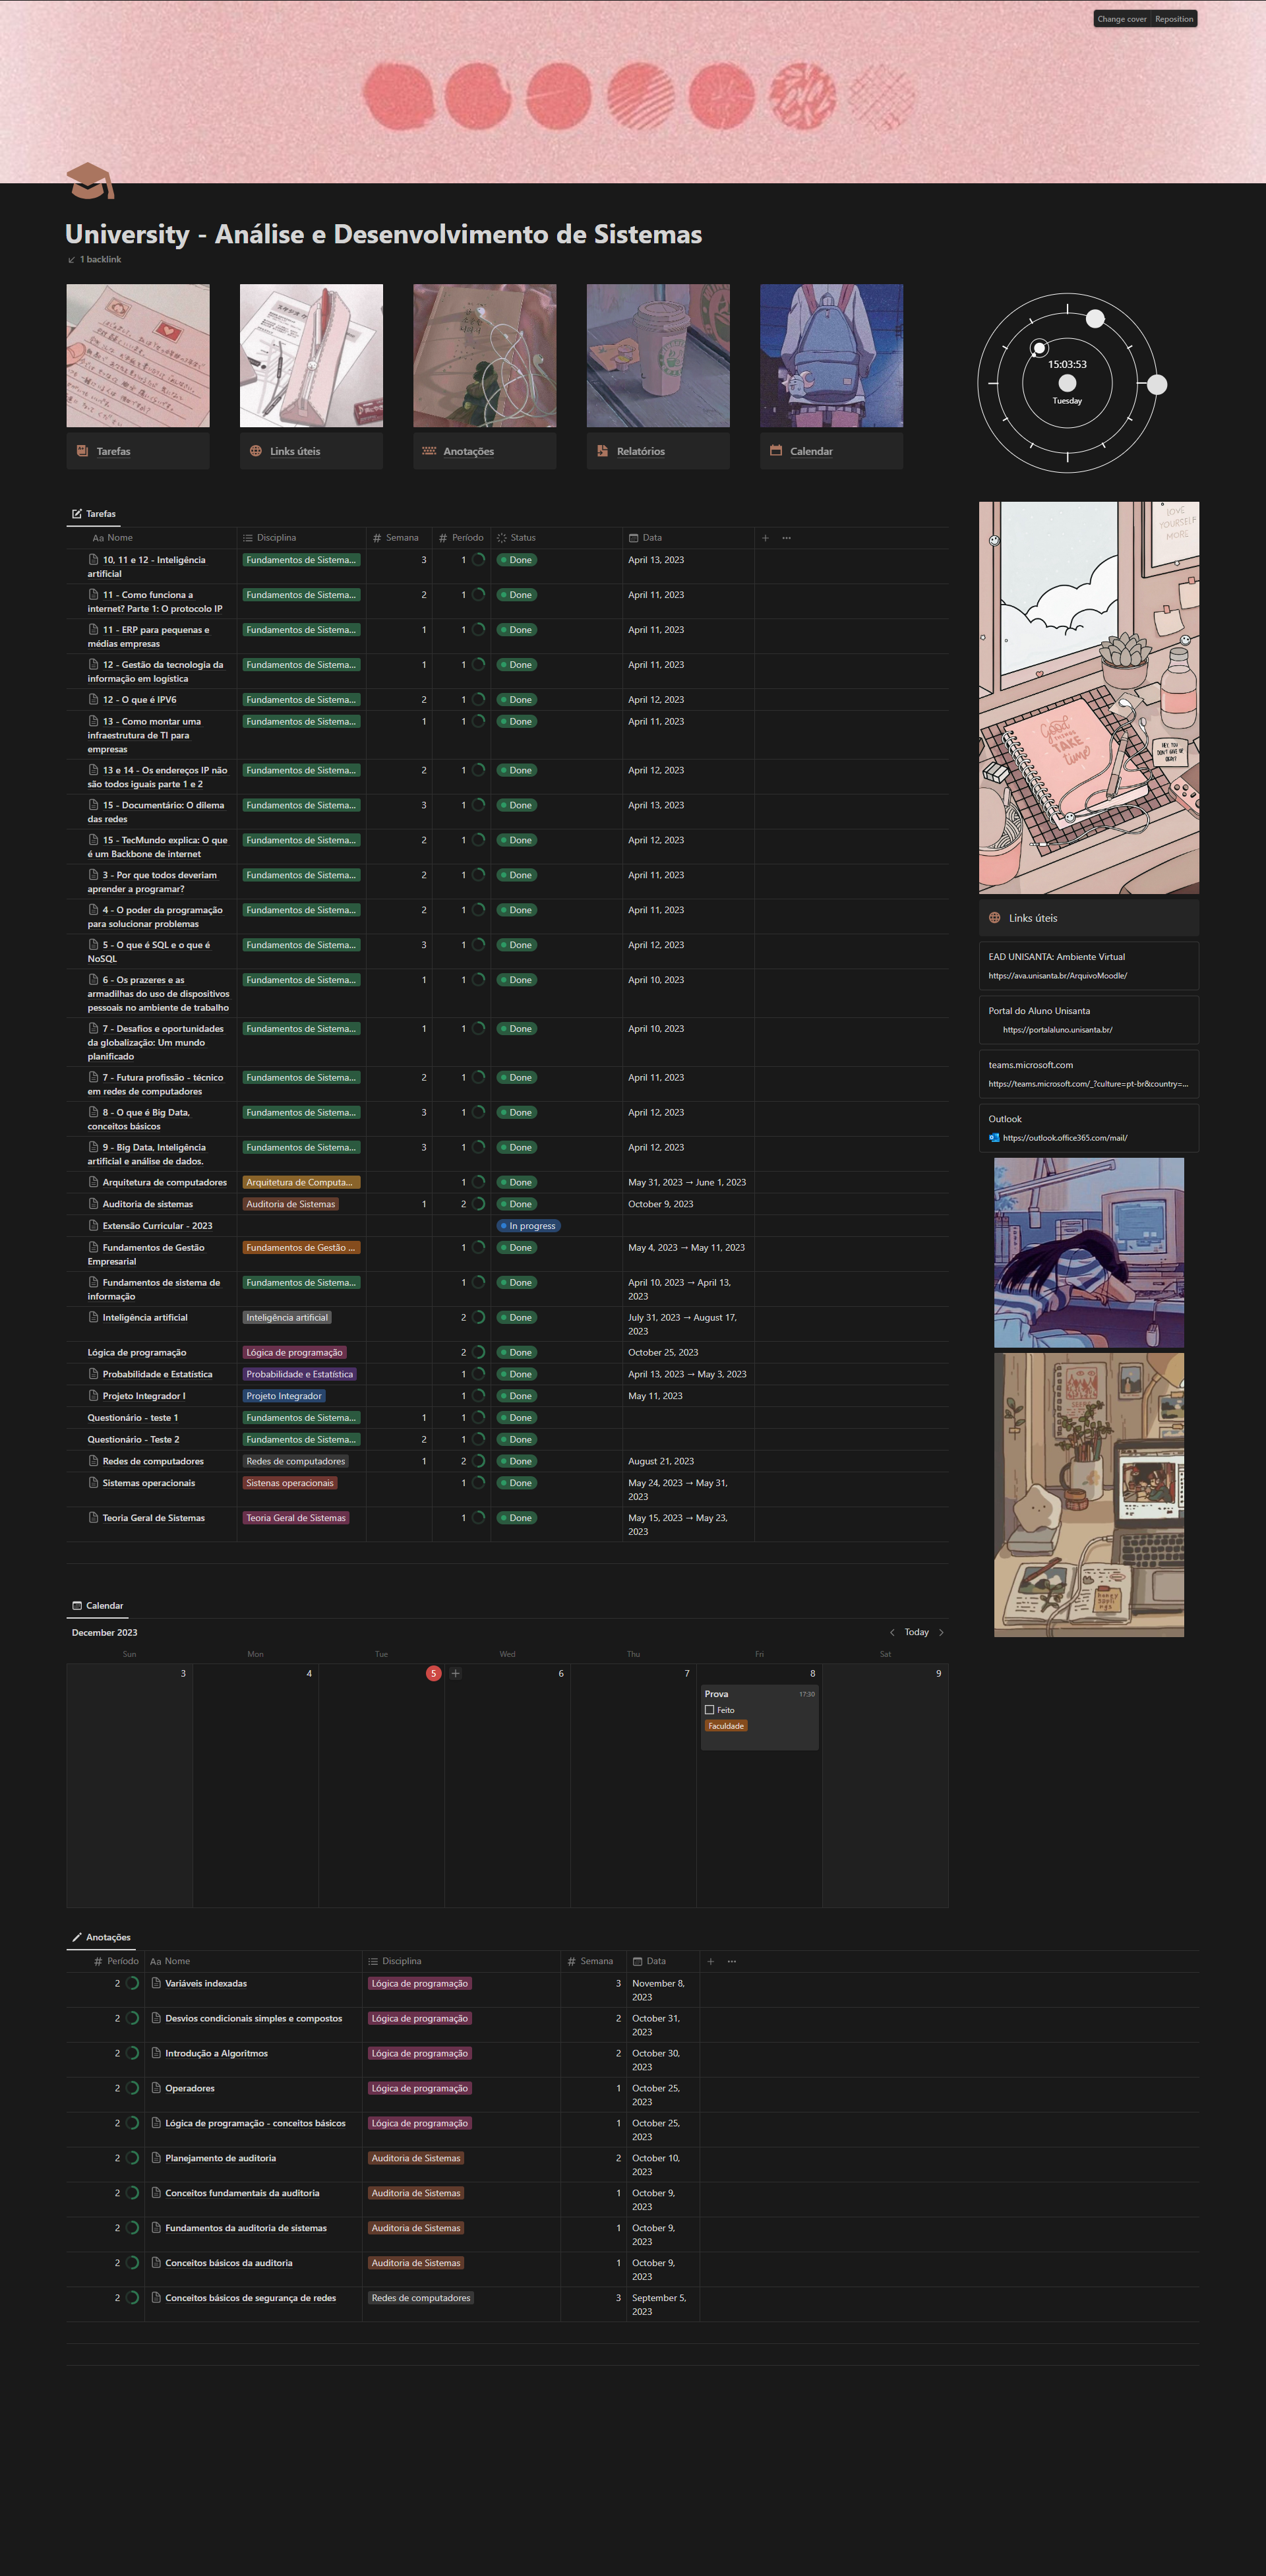 Change cover Reposition
University - Análise e Desenvolvimento de Sistemas
1 backlink
15:03:53
Tuesday
Tarefas
Links úteis
Anotações
Relatórios
Calendar
Tarefas
Aa Nome Disciplina # Semana # Período Status Data
10, 11 e 12 - Inteligência artificial Fundamentos de Sistema... 3 1 Done April 13, 2023
11 - Como funciona a internet? Parte 1: O protocolo IP Fundamentos de Sistema... 2 1 Done April 11, 2023
11 - ERP para pequenas e médias empresas Fundamentos de Sistema... 1 1 Done April 11, 2023
12 - Gestão da tecnologia da informação em logística Fundamentos de Sistema... 1 1 Done April 11, 2023
12 - O que é IPV6 Fundamentos de Sistema... 2 1 Done April 12, 2023
13 - Como montar uma infraestrutura de TI para empresas Fundamentos de Sistema... 1 1 Done April 11, 2023
13 e 14 - Os endereços IP não são todos iguais parte 1 e 2 Fundamentos de Sistema... 2 1 Done April 12, 2023
15 - Documentário: O dilema das redes Fundamentos de Sistema... 3 1 Done April 13, 2023
15 - TecMundo explica: O que é um Backbone de internet Fundamentos de Sistema... 2 1 Done April 12, 2023
3 - Por que todos deveriam aprender a programar? Fundamentos de Sistema... 2 1 Done April 11, 2023
4 - O poder da programação para solucionar problemas Fundamentos de Sistema... 2 1 Done April 11, 2023
5 - O que é SQL e o que é NoSQL Fundamentos de Sistema... 3 1 Done April 12, 2023
6 - Os prazeres e as armadilhas do uso de dispositivos pessoais no ambiente de trabalho Fundamentos de Sistema... 1 1 Done April 10, 2023
7 - Desafios e oportunidades da globalização: Um mundo planificado Fundamentos de Sistema... 1 1 Done April 10, 2023
7 - Futura profissão - técnico em redes de computadores Fundamentos de Sistema... 2 1 Done April 11, 2023
8 - O que é Big Data, conceitos básicos Fundamentos de Sistema... 3 1 Done April 12, 2023
9 - Big Data, Inteligência artificial e análise de dados. Fundamentos de Sistema... 3 1 Done April 12, 2023
Arquitetura de computadores Arquitetura de Computa... 1 Done May 31, 2023 → June 1, 2023
Auditoria de sistemas Auditoria de Sistemas 1 2 Done October 9, 2023
Extensão Curricular - 2023 In progress
Fundamentos de Gestão Empresarial Fundamentos de Gestão ... 1 Done May 4, 2023 → May 11, 2023
Fundamentos de sistema de informação Fundamentos de Sistema... 1 Done April 10, 2023 → April 13, 2023
Inteligência artificial Inteligência artificial 2 Done July 31, 2023 → August 17, 2023
Lógica de programação Lógica de programação 2 Done October 25, 2023
Probabilidade e Estatística Probabilidade e Estatística 1 Done April 13, 2023 → May 3, 2023
Projeto Integrador I Projeto Integrador 1 Done May 11, 2023
Questionário - teste 1 Fundamentos de Sistema... 1 1 Done
Questionário - Teste 2 Fundamentos de Sistema... 2 1 Done
Redes de computadores Redes de computadores 1 2 Done August 21, 2023
Sistemas operacionais Sistenas operacionais 1 Done May 24, 2023 → May 31, 2023
Teoria Geral de Sistemas Teoria Geral de Sistemas 1 Done May 15, 2023 → May 23, 2023
LOVE
YOURSELF
MORE
Good
THINGS
TAKE
time
HEY, YOU
DON'T GIVE UP
OKAY?
Links úteis
EAD UNISANTA: Ambiente Virtual
https://ava.unisanta.br/ArquivoMoodle/
Portal do Aluno Unisanta
https://portalaluno.unisanta.br/
teams.microsoft.com
https://teams.microsoft.com/_?culture=pt-br&country=...
Outlook
https://outlook.office365.com/mail/
Calendar
December 2023 Today
Sun Mon Tue Wed Thu Fri Sat
3 4 5 6 7 8 9
Prova 17:30
Feito
Faculdade
Anotações
# Período Aa Nome Disciplina # Semana Data
2 Variáveis indexadas Lógica de programação 3 November 8, 2023
2 Desvios condicionais simples e compostos Lógica de programação 2 October 31, 2023
2 Introdução a Algoritmos Lógica de programação 2 October 30, 2023
2 Operadores Lógica de programação 1 October 25, 2023
2 Lógica de programação - conceitos básicos Lógica de programação 1 October 25, 2023
2 Planejamento de auditoria Auditoria de Sistemas 2 October 10, 2023
2 Conceitos fundamentais da auditoria Auditoria de Sistemas 1 October 9, 2023
2 Fundamentos da auditoria de sistemas Auditoria de Sistemas 1 October 9, 2023
2 Conceitos básicos da auditoria Auditoria de Sistemas 1 October 9, 2023
2 Conceitos básicos de segurança de redes Redes de computadores 3 September 5, 2023